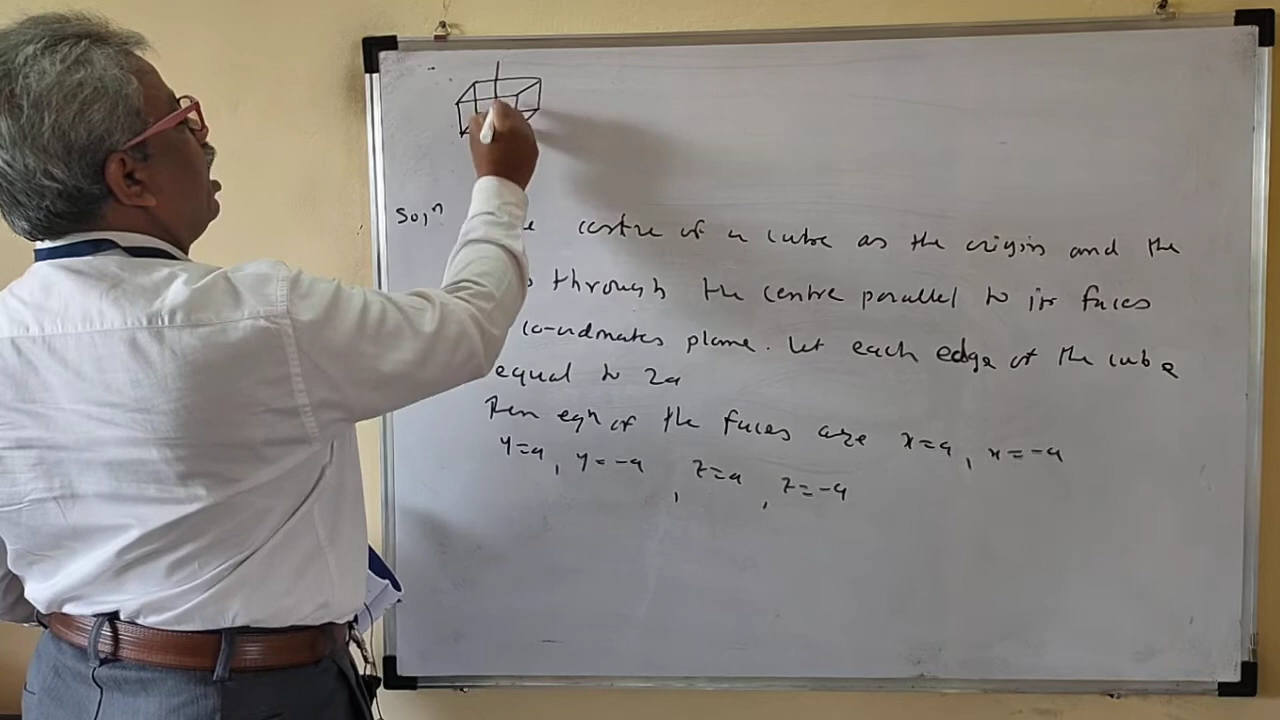 Solⁿ
centre of a cube as the origin and the
through the centre parallel to its faces
co-ordinates plane. Let each edge of the cube
equal to 2a
Then eqn of the faces are x=a, x=-a
y=a, y=-a, z=a, z=-a